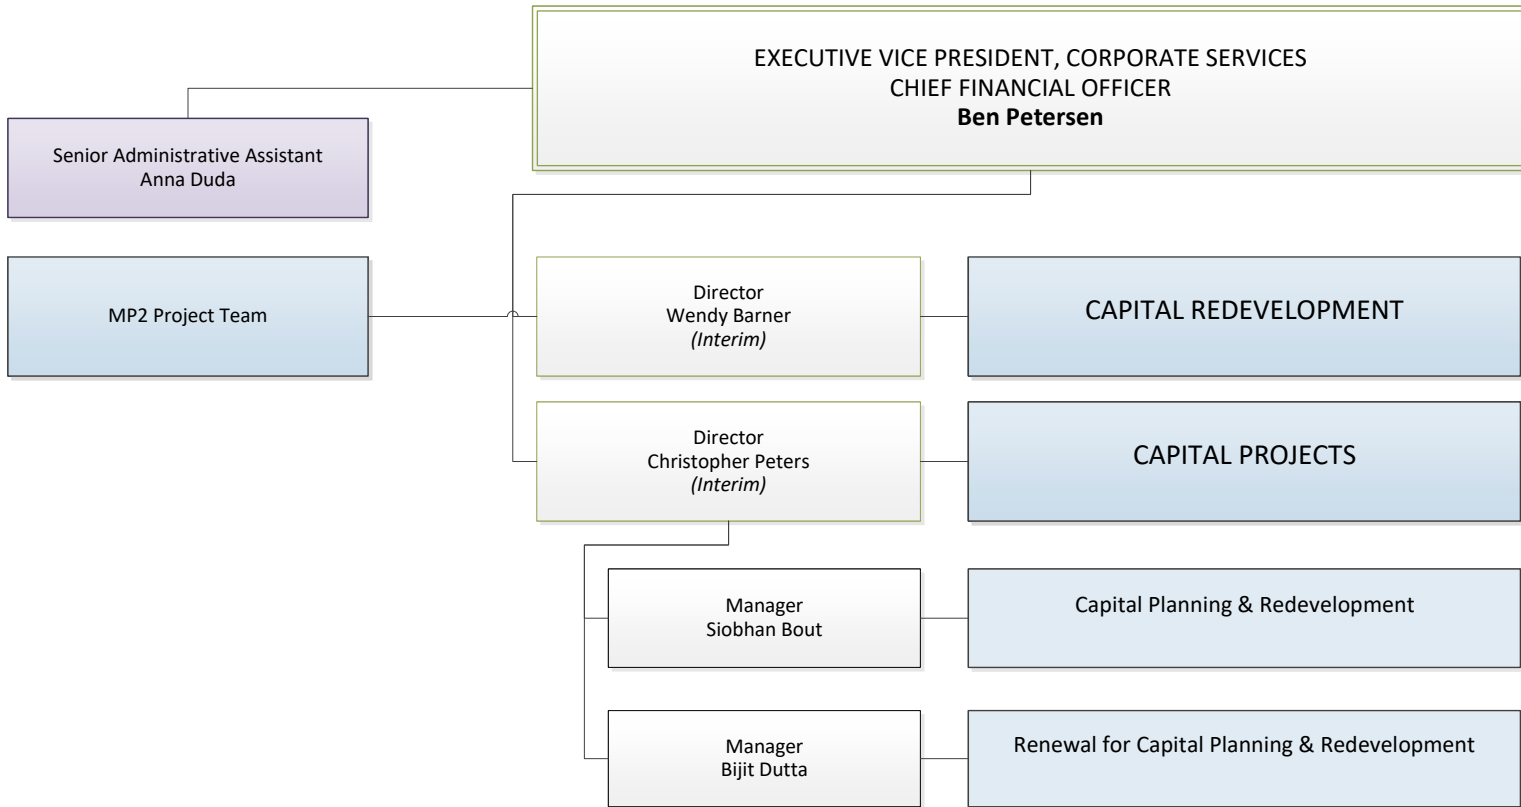 EXECUTIVE VICE PRESIDENT, CORPORATE SERVICES
CHIEF FINANCIAL OFFICER
Ben Petersen
Senior Administrative Assistant
Anna Duda
MP2 Project Team
Director
Wendy Barner
(Interim)
CAPITAL REDEVELOPMENT
Director
Christopher Peters
(Interim)
CAPITAL PROJECTS
Manager
Siobhan Bout
Capital Planning & Redevelopment
Manager
Bijit Dutta
Renewal for Capital Planning & Redevelopment